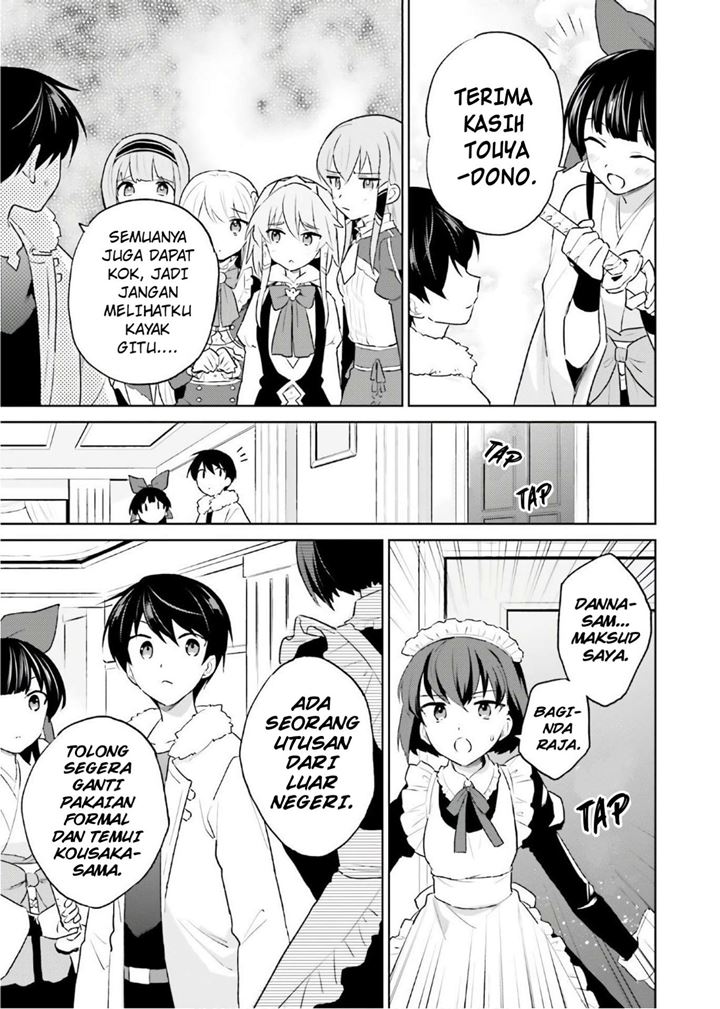 TERIMA
KASIH
TOUYA
-DONO.
SEMUANYA
JUGA DAPAT
KOK, JADI
JANGAN
MELIHATKU
KAYAK
GITU....
TAP
TAP
DANNA-
SAM...
MAKSUD
SAYA.
BAGI-
NDA
RAJA.
TAP
ADA
SEORANG
UTUSAN
DARI
LUAR
NEGERI.
TOLONG
SEGERA
GANTI
PAKAIAN
FORMAL
DAN TEMUI
KOUSAKA-
SAMA.